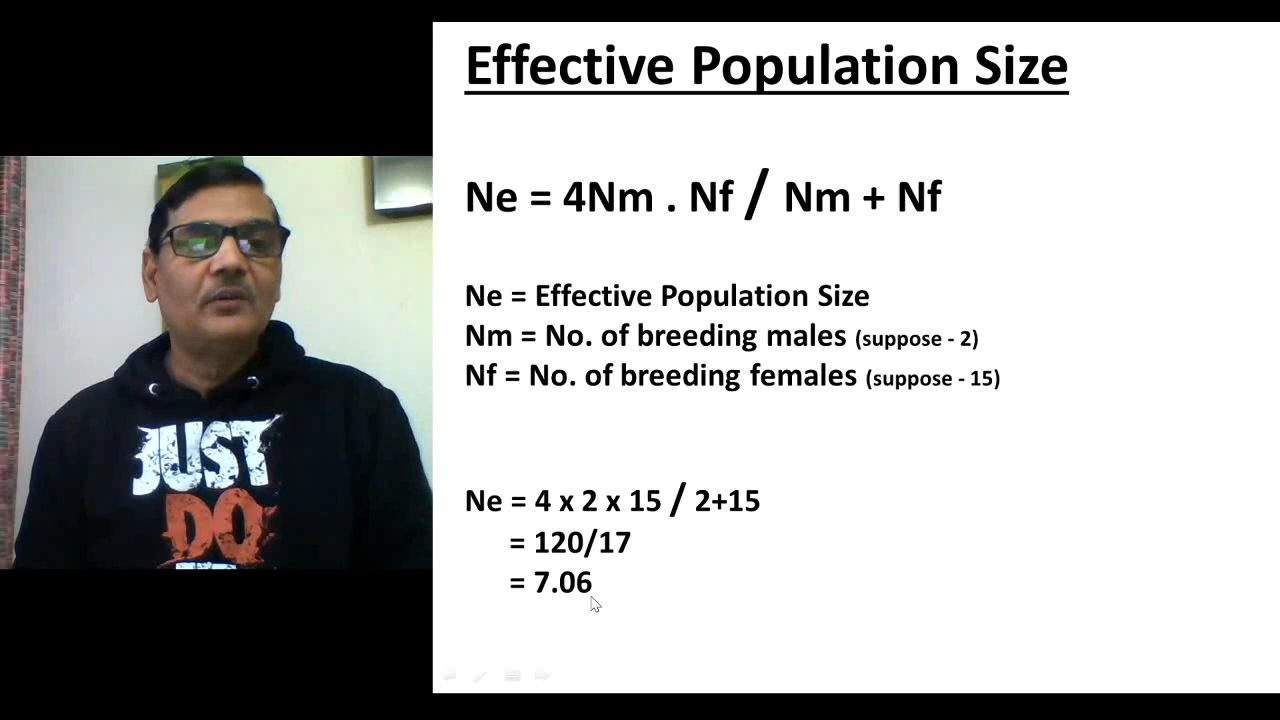 Effective Population Size
Ne = 4Nm . Nf / Nm + Nf
Ne = Effective Population Size
Nm = No. of breeding males (suppose - 2)
Nf = No. of breeding females (suppose - 15)
Ne = 4 x 2 x 15 / 2+15
= 120/17
= 7.06
JUST
DO